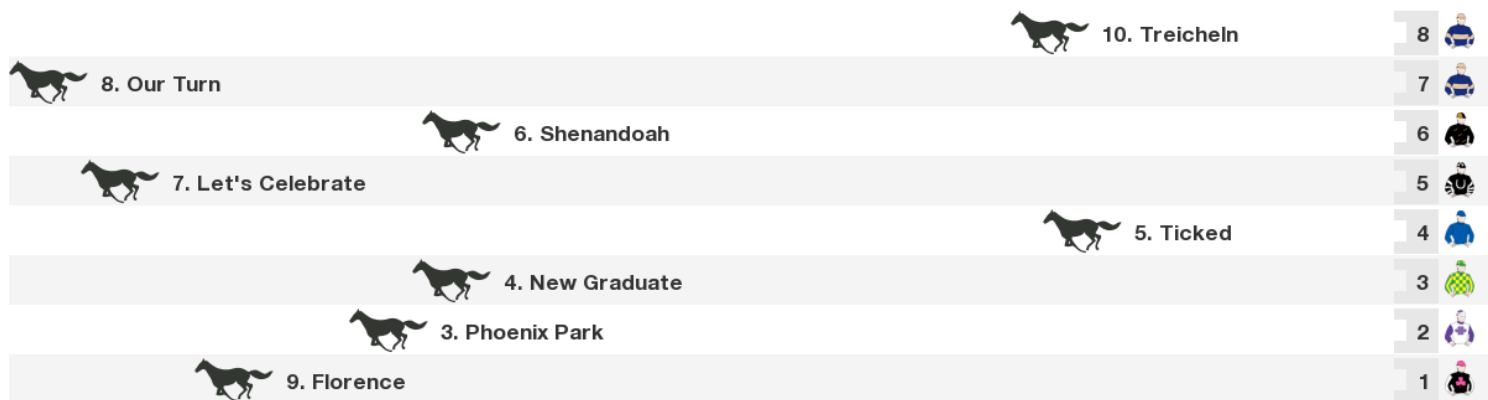 10. Treicheln 8
8. Our Turn 7
6. Shenandoah 6
7. Let's Celebrate 5
5. Ticked 4
4. New Graduate 3
3. Phoenix Park 2
9. Florence 1